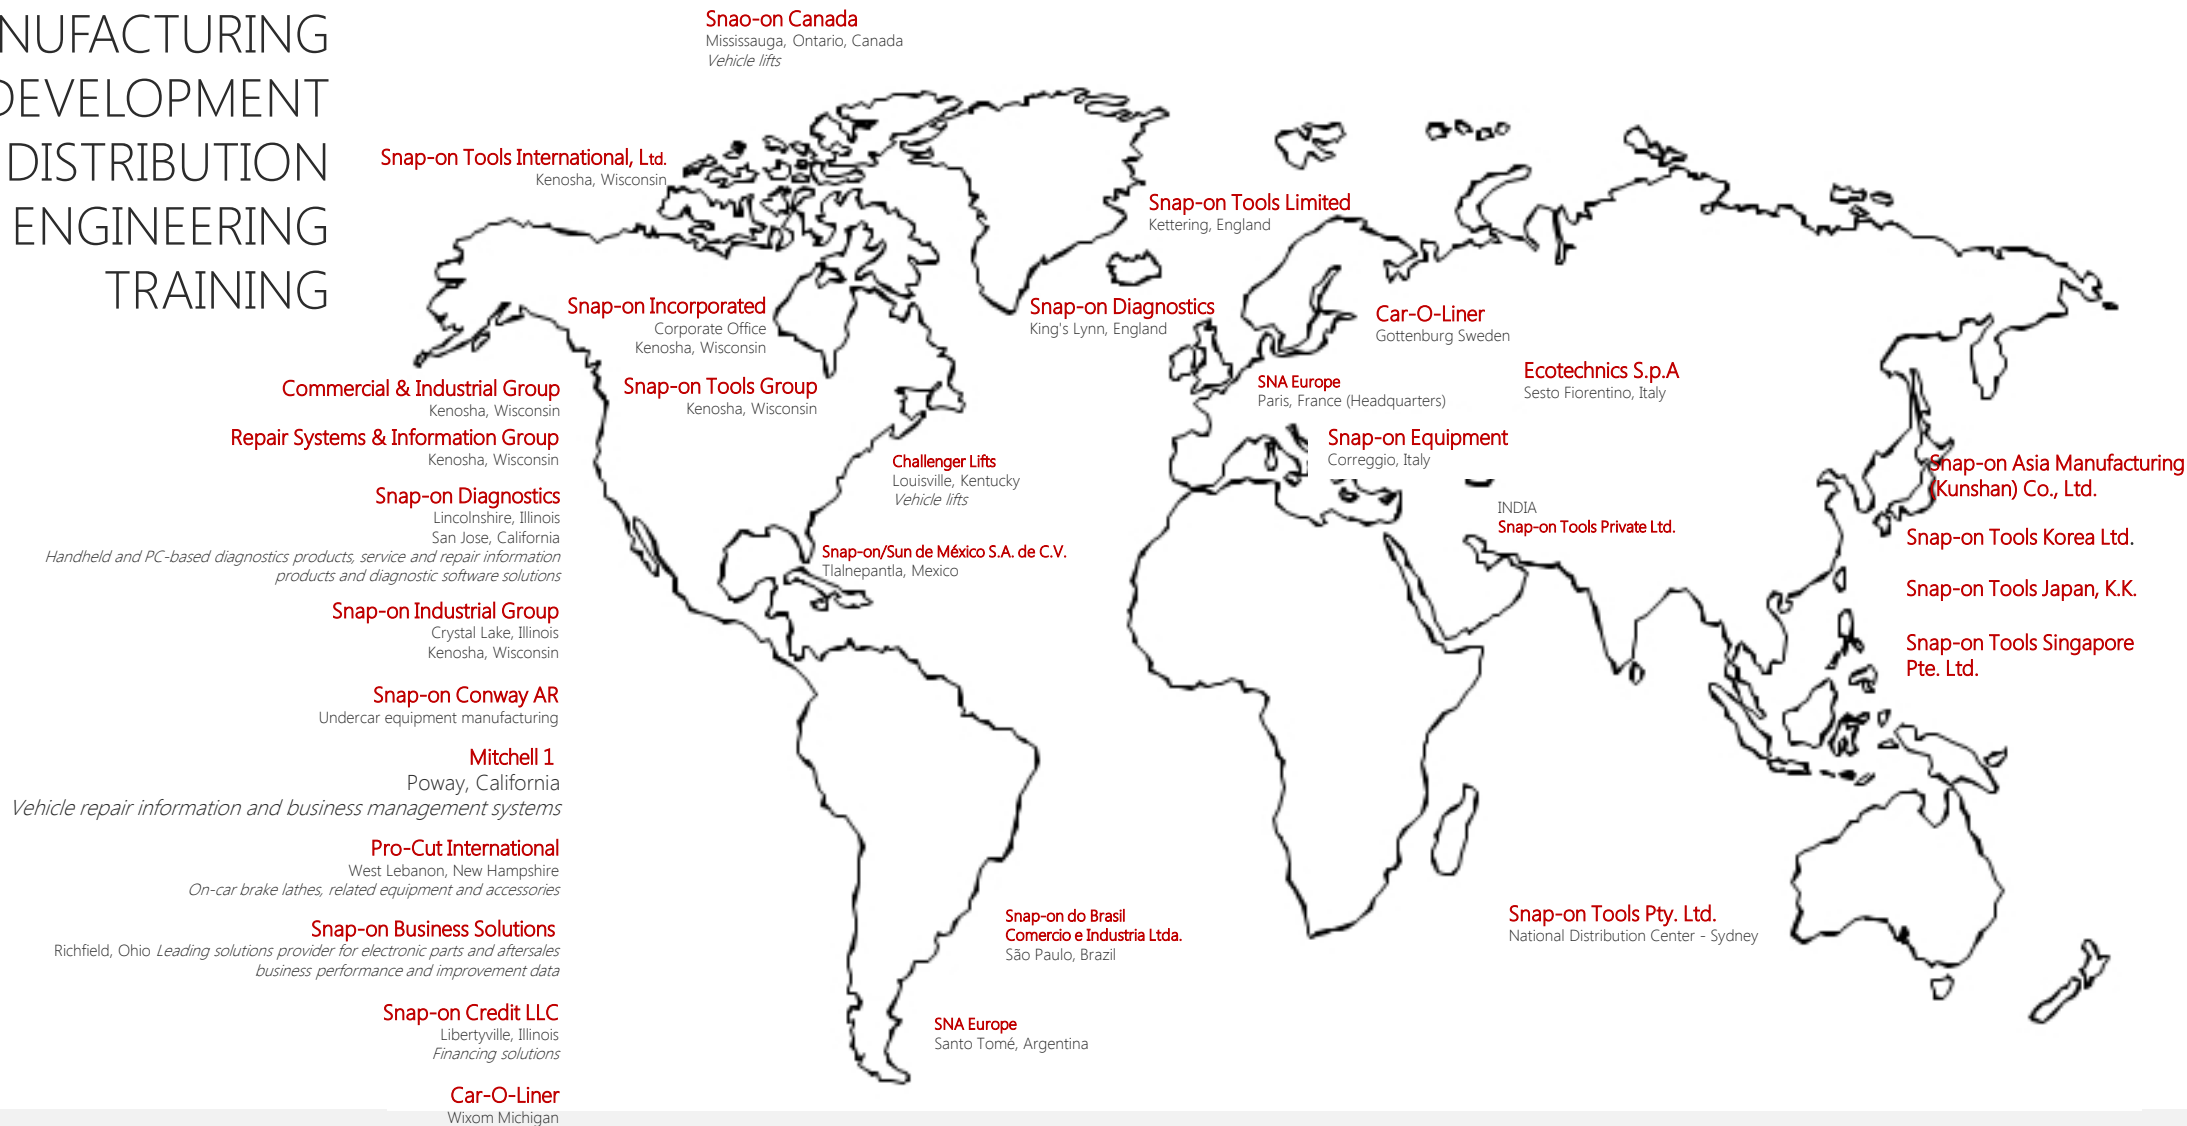 NUFACTURING
DEVELOPMENT
DISTRIBUTION
ENGINEERING
TRAINING
Snao-on Canada
Mississauga, Ontario, Canada
Vehicle lifts
Snap-on Tools International, Ltd.
Kenosha, Wisconsin
Snap-on Incorporated
Corporate Office
Kenosha, Wisconsin
Snap-on Tools Group
Kenosha, Wisconsin
Commercial & Industrial Group
Kenosha, Wisconsin
Repair Systems & Information Group
Kenosha, Wisconsin
Snap-on Diagnostics
Lincolnshire, Illinois
San Jose, California
Handheld and PC-based diagnostics products, service and repair information
products and diagnostic software solutions
Snap-on Industrial Group
Crystal Lake, Illinois
Kenosha, Wisconsin
Snap-on Conway AR
Undercar equipment manufacturing
Mitchell 1
Poway, California
Vehicle repair information and business management systems
Pro-Cut International
West Lebanon, New Hampshire
On-car brake lathes, related equipment and accessories
Snap-on Business Solutions
Richfield, Ohio Leading solutions provider for electronic parts and aftersales
business performance and improvement data
Snap-on Credit LLC
Libertyville, Illinois
Financing solutions
Car-O-Liner
Wixom Michigan
Challenger Lifts
Louisville, Kentucky
Vehicle lifts
Snap-on/Sun de México S.A. de C.V.
Tlalnepantla, Mexico
Snap-on do Brasil
Comercio e Industria Ltda.
São Paulo, Brazil
SNA Europe
Santo Tomé, Argentina
Snap-on Tools Limited
Kettering, England
Snap-on Diagnostics
King's Lynn, England
Car-O-Liner
Gottenburg Sweden
SNA Europe
Paris, France (Headquarters)
Ecotechnics S.p.A
Sesto Fiorentino, Italy
Snap-on Equipment
Correggio, Italy
INDIA
Snap-on Tools Private Ltd.
Snap-on Asia Manufacturing
(Kunshan) Co., Ltd.
Snap-on Tools Korea Ltd.
Snap-on Tools Japan, K.K.
Snap-on Tools Singapore
Pte. Ltd.
Snap-on Tools Pty. Ltd.
National Distribution Center - Sydney